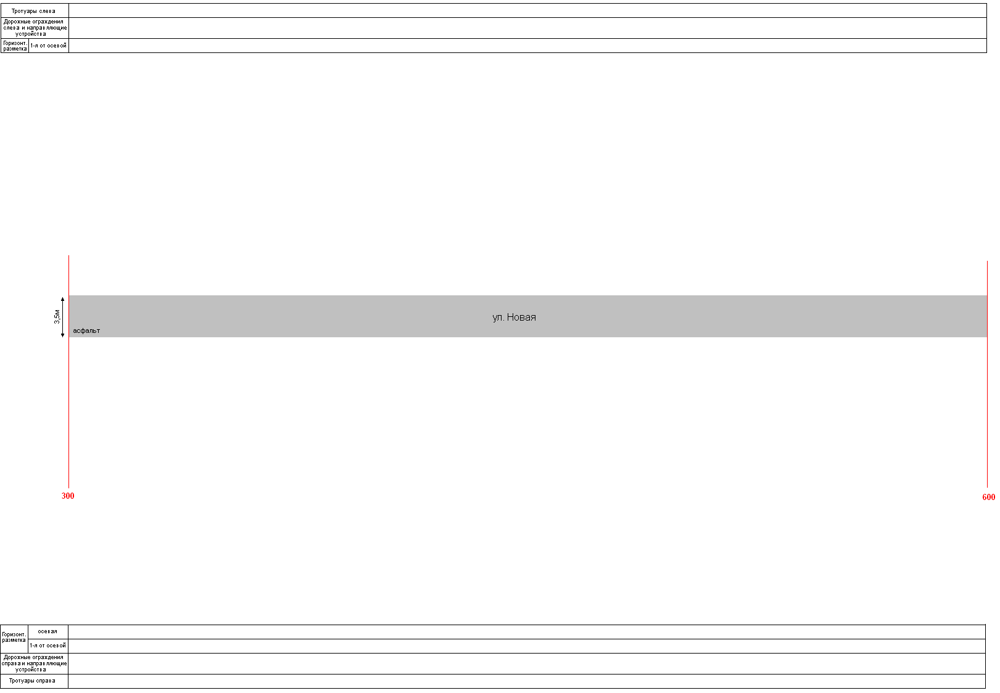 Тротуары слева
Дорожные ограждения
слева и направляющие
устройства
Горизонт.
разметка
1-я от осевой
3,5м
ул. Новая
асфальт
300
600
Горизонт.
разметка
осевая
1-я от осевой
Дорожные ограждения
справа и направляющие
устройства
Тротуары справа